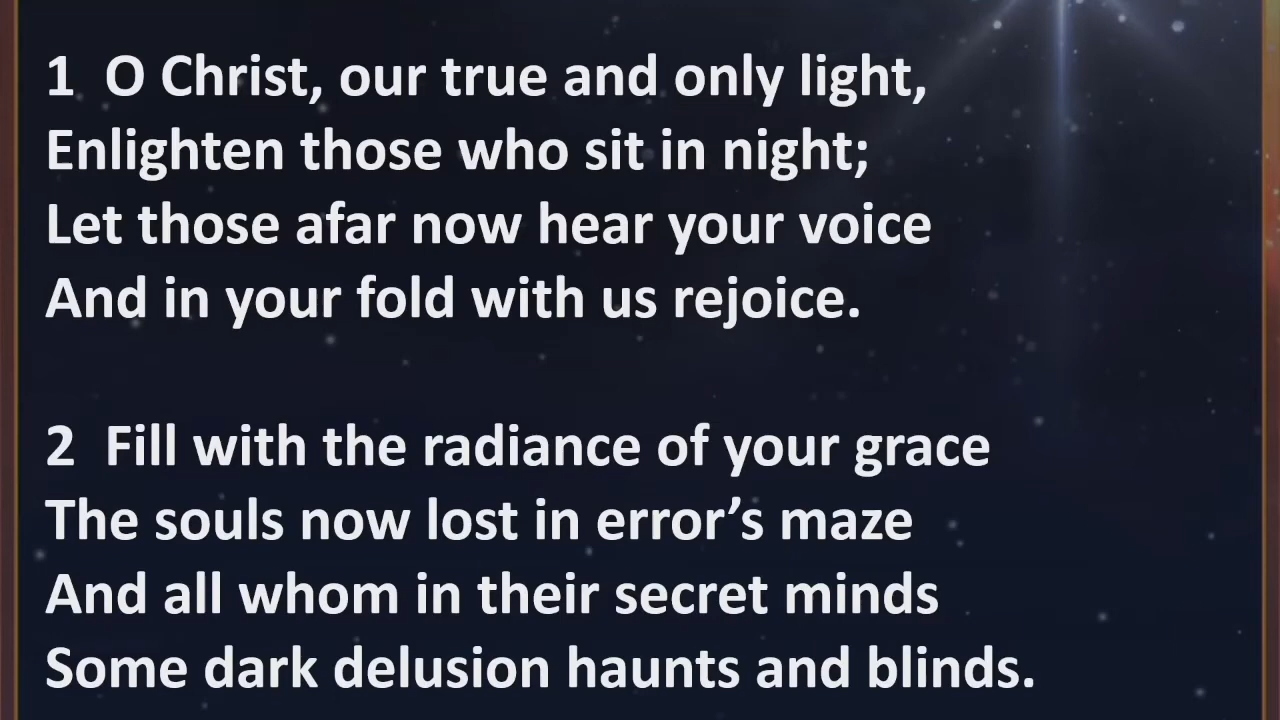 1 O Christ, our true and only light,
Enlighten those who sit in night;
Let those afar now hear your voice
And in your fold with us rejoice.
2 Fill with the radiance of your grace
The souls now lost in error’s maze
And all whom in their secret minds
Some dark delusion haunts and blinds.